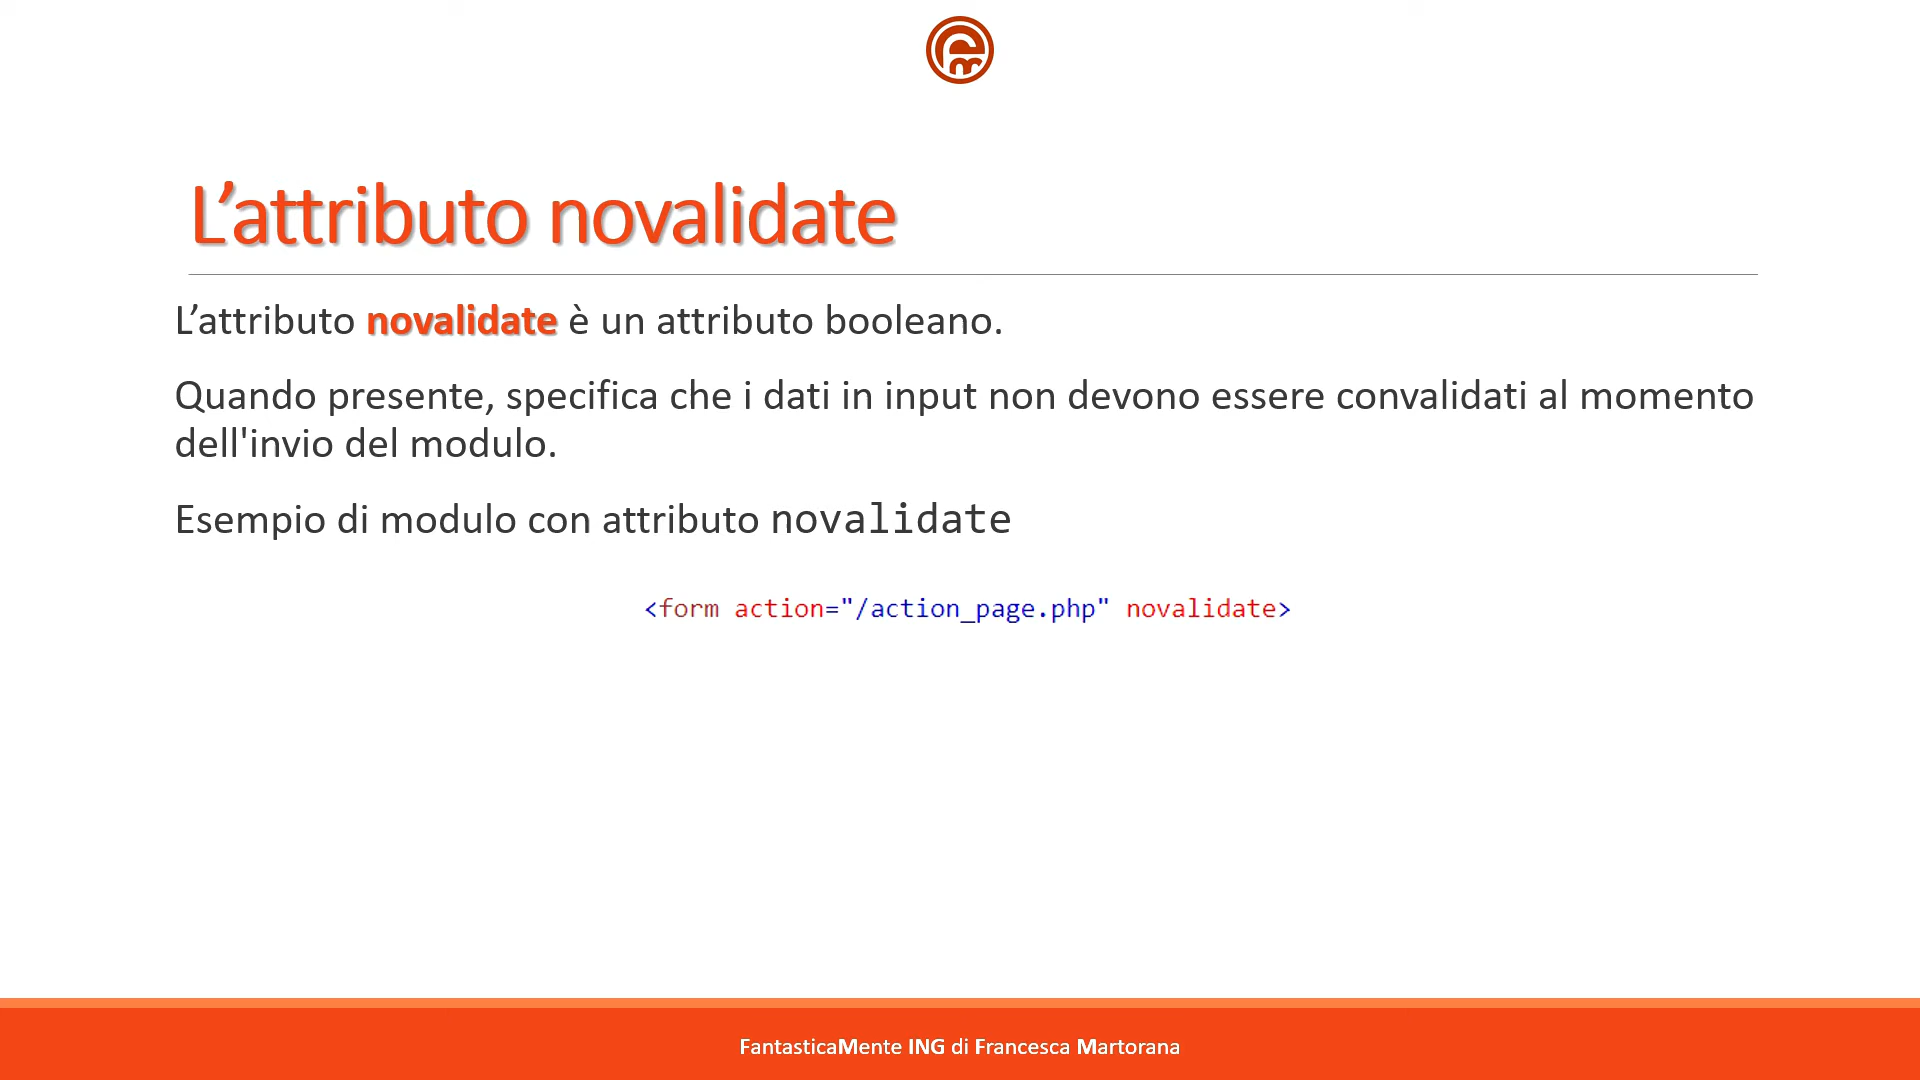 L’attributo novalidate
L’attributo novalidate è un attributo booleano.
Quando presente, specifica che i dati in input non devono essere convalidati al momento
dell'invio del modulo.
Esempio di modulo con attributo novalidate
<form action="/action_page.php" novalidate>
FantasticaMente ING di Francesca Martorana